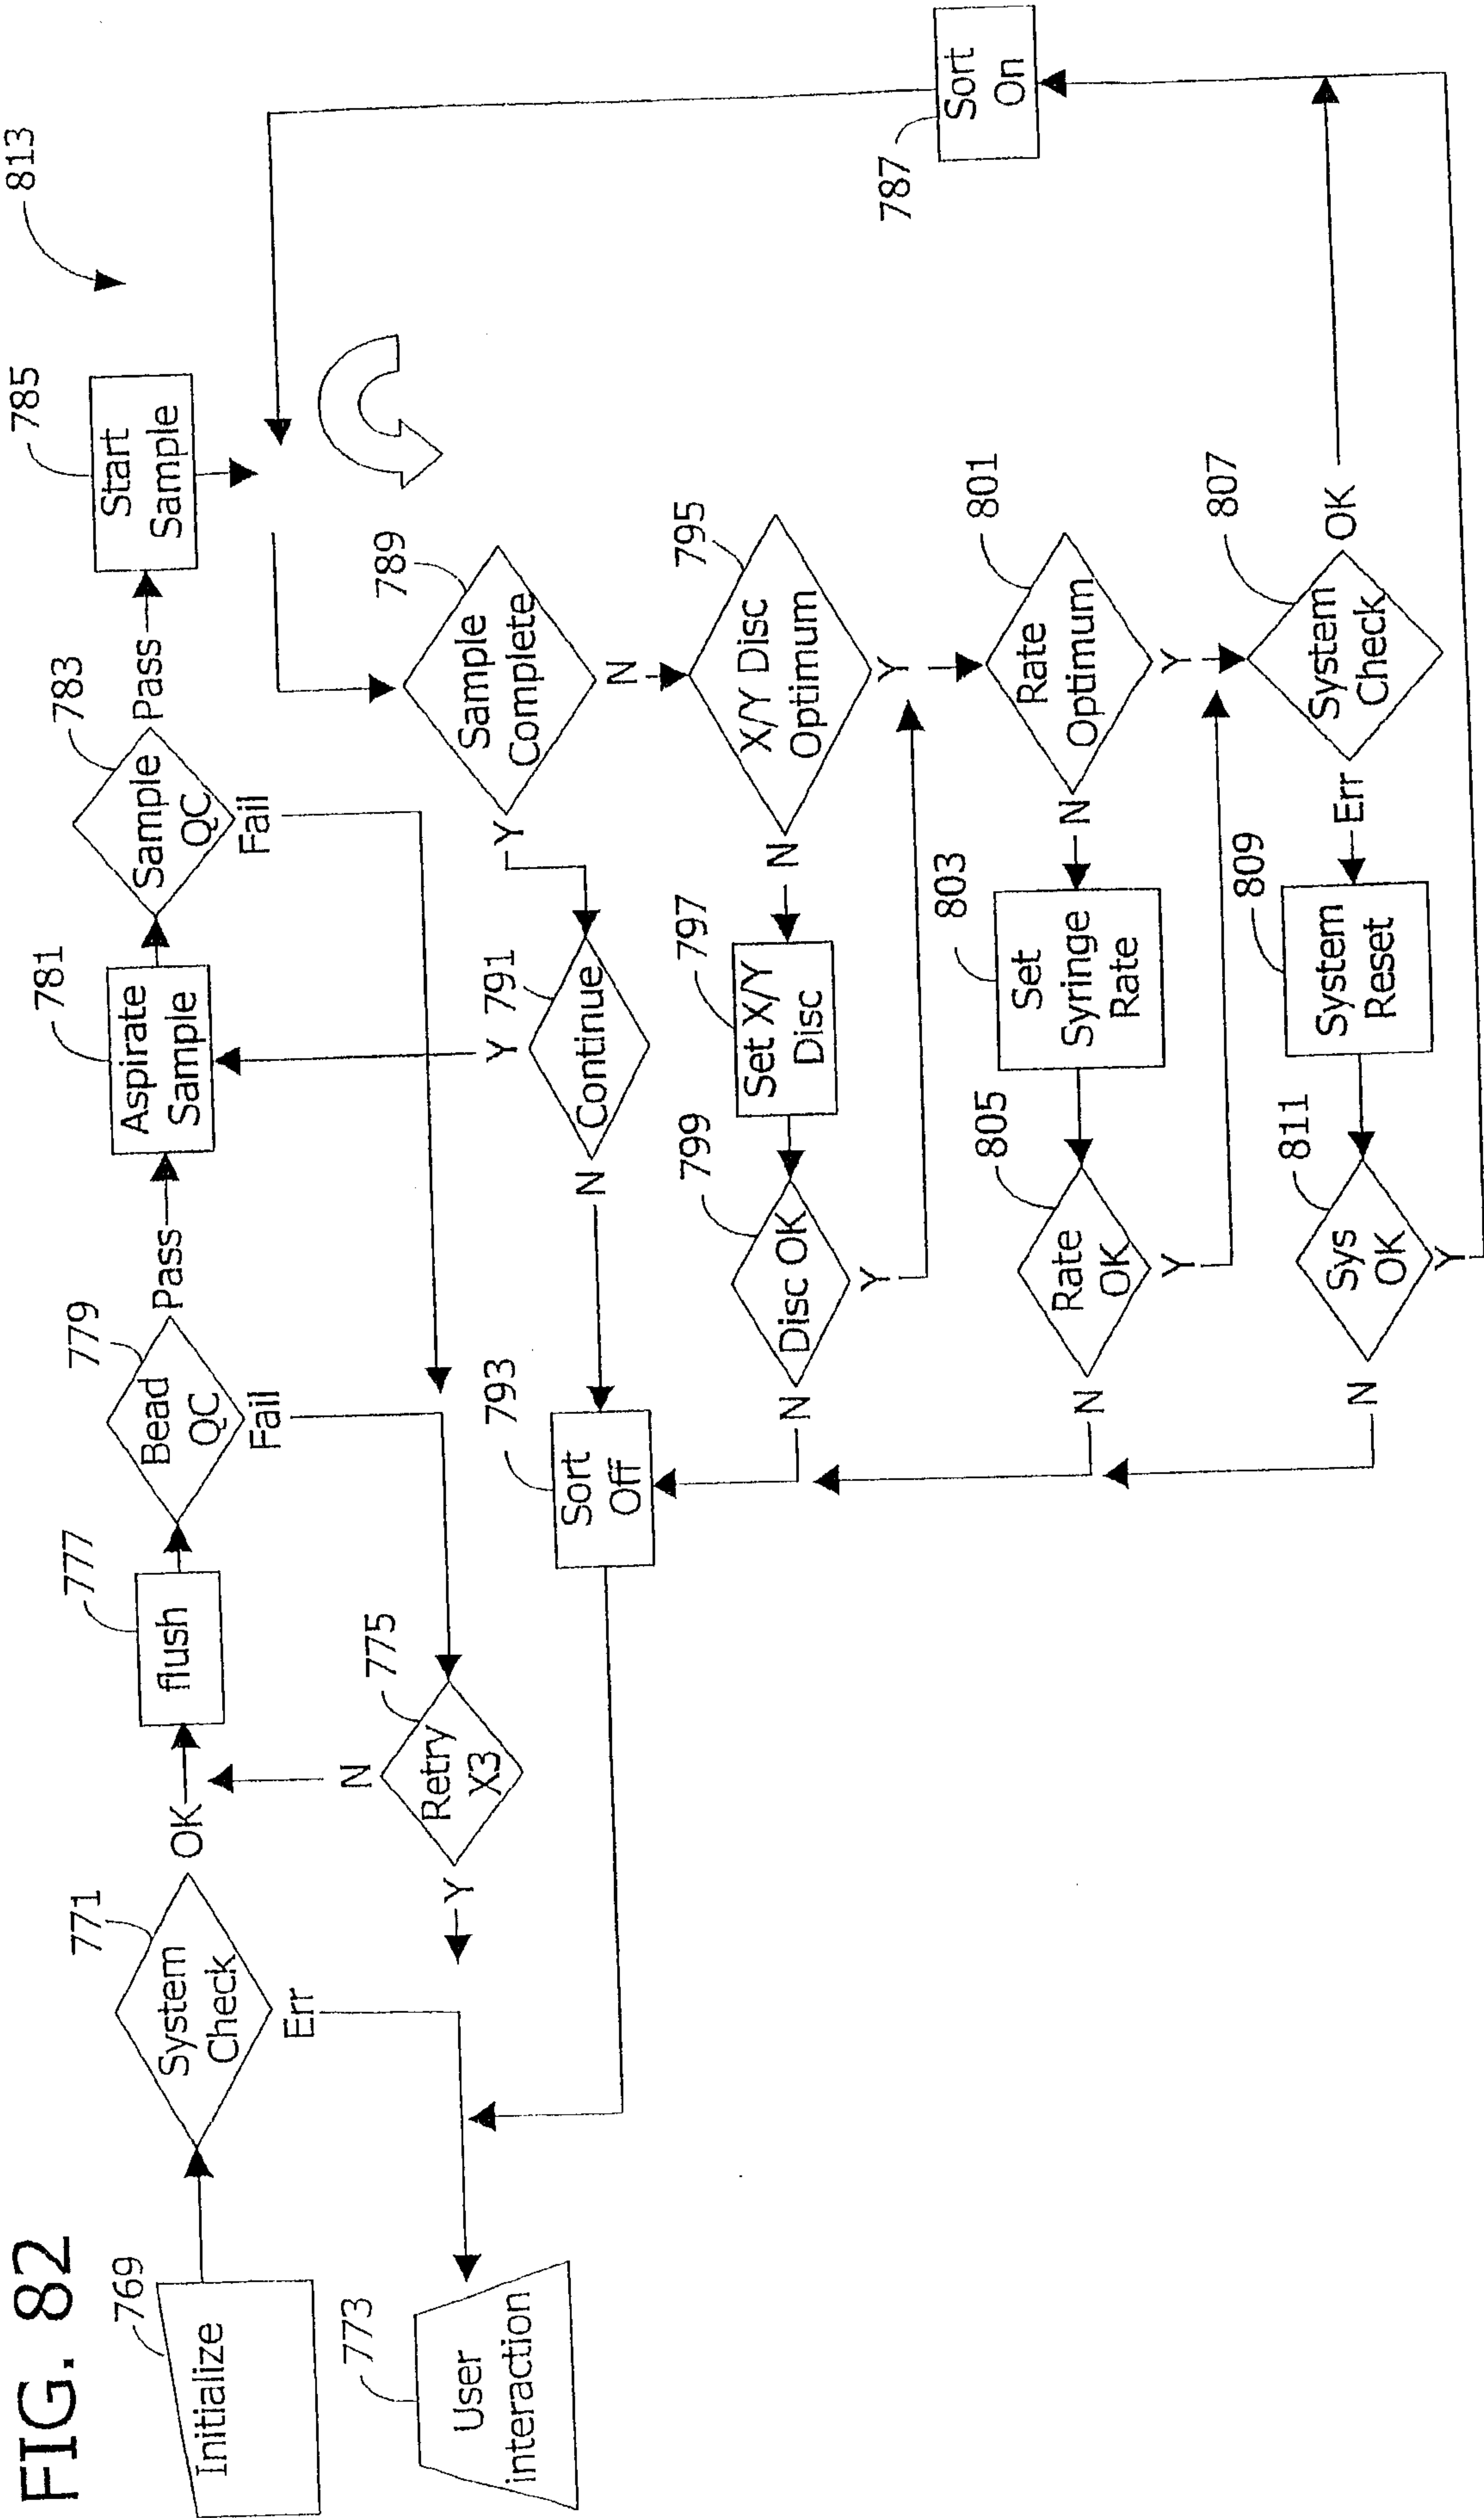 FIG. 82
769
Initialize
771
System
Check
OK
Err
777
flush
779
Bead
QC
Pass
Fail
781
Aspirate
Sample
783
Sample
QC
Pass
Fail
785
Start
Sample
813
773
User
interaction
775
Retry
X3
N
Y
793
Sort
Off
791
Continue
Y
N
789
Sample
Complete
Y
N
799
Disc OK
N
Y
797
Set X/Y
Disc
795
X/Y Disc
Optimum
N
Y
787
Sort
On
805
Rate
OK
N
Y
803
Set
Syringe
Rate
801
Rate
Optimum
N
Y
811
Sys
OK
N
Y
809
System
Reset
807
System
Check
Err
OK